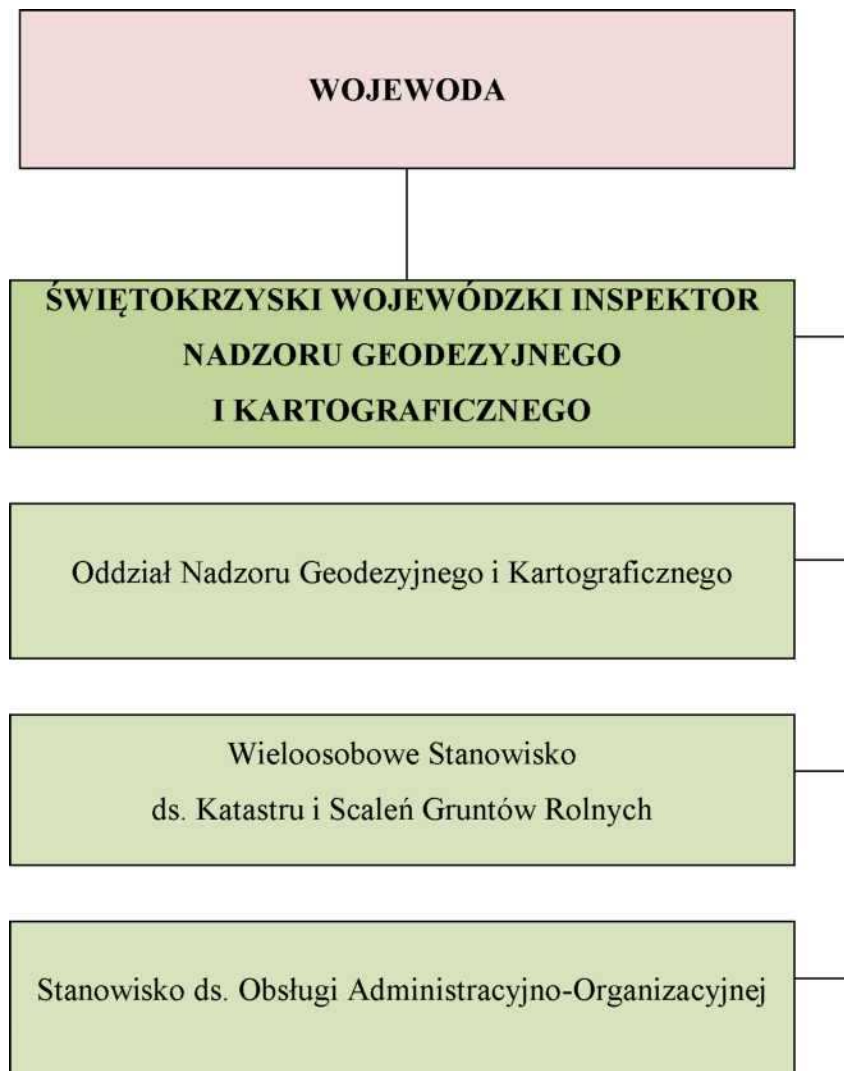 WOJEWODA
ŚWIĘTOKRZYSKI WOJEWÓDZKI INSPEKTOR
NADZORU GEODEZYJNEGO
I KARTOGRAFICZNEGO
Oddział Nadzoru Geodezyjnego i Kartograficznego
Wieloosobowe Stanowisko
ds. Katastru i Scaleń Gruntów Rolnych
Stanowisko ds. Obsługi Administracyjno-Organizacyjnej